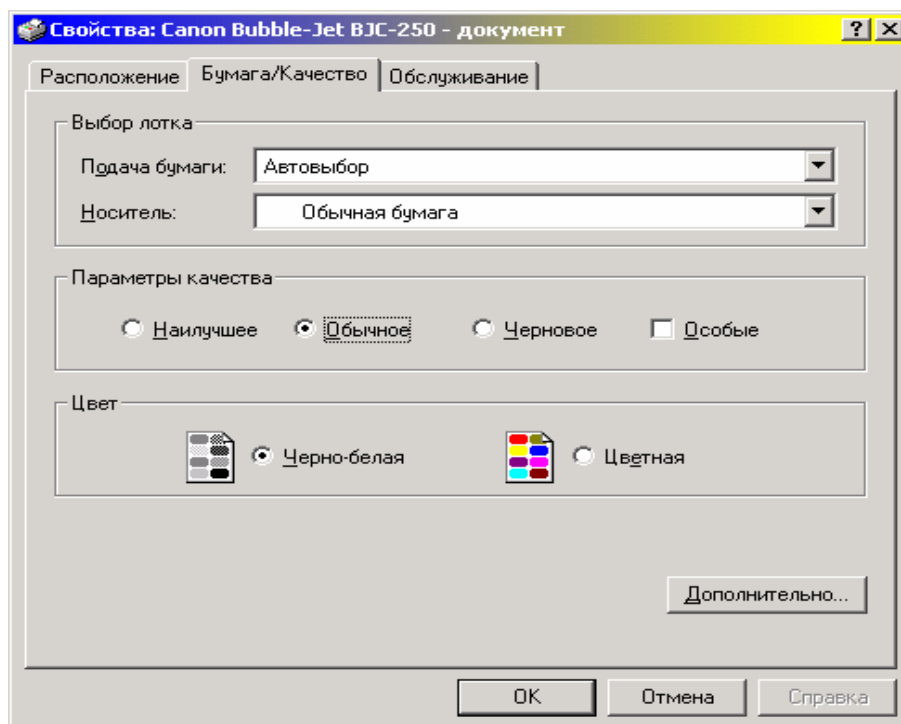 Свойства: Canon Bubble-Jet BJC-250 - документ
Расположение Бумага/Качество Обслуживание
Выбор лотка
Подача бумаги: Автовыбор
Носитель: Обычная бумага
Параметры качества
Наилучшее Обычное Черновое Особые
Цвет
Черно-белая Цветная
Дополнительно...
OK Отмена Справка